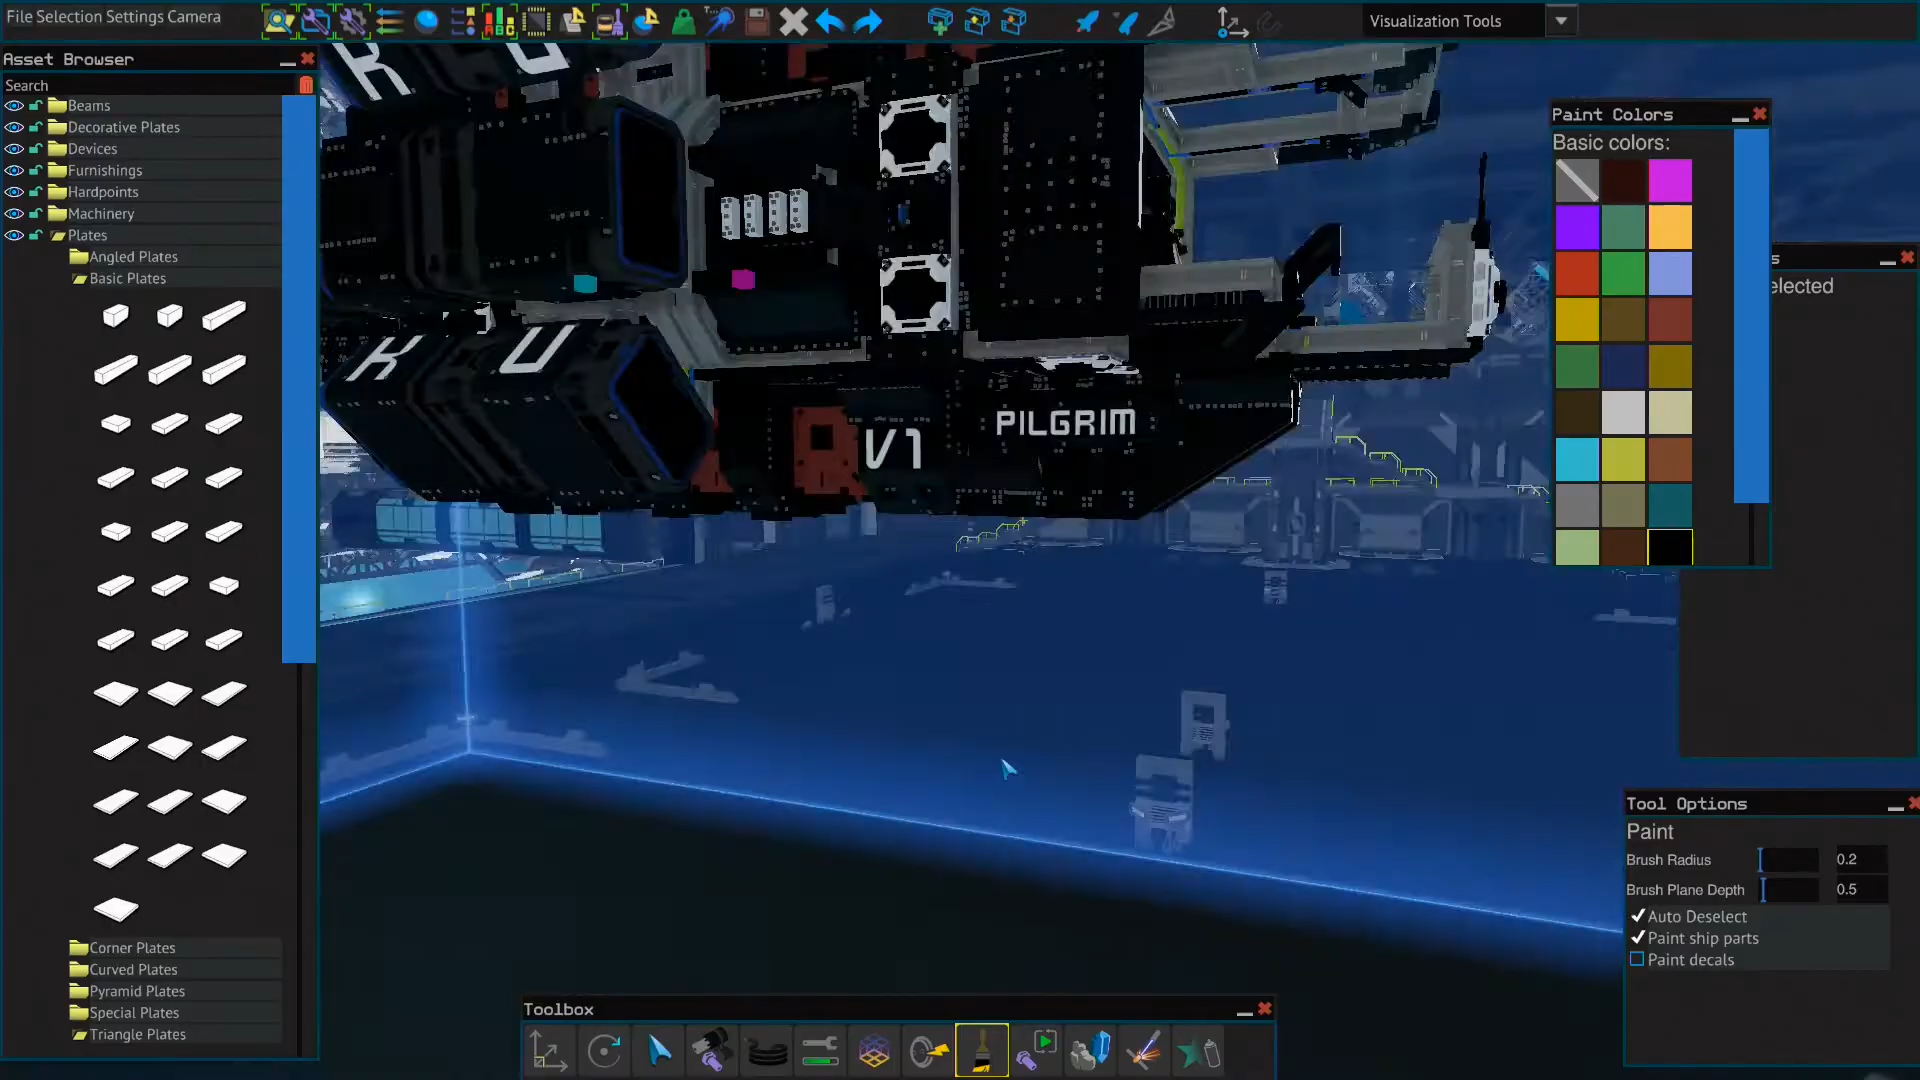 File Selection Settings Camera
Visualization Tools
Asset Browser
Search
Beams
Decorative Plates
Devices
Furnishings
Hardpoints
Machinery
Plates
Angled Plates
Basic Plates
Corner Plates
Curved Plates
Pyramid Plates
Special Plates
Triangle Plates
K U
V1
PILGRIM
Paint Colors
Basic colors:
Tool Options
Paint
Brush Radius 0.2
Brush Plane Depth 0.5
Auto Deselect
Paint ship parts
Paint decals
Toolbox